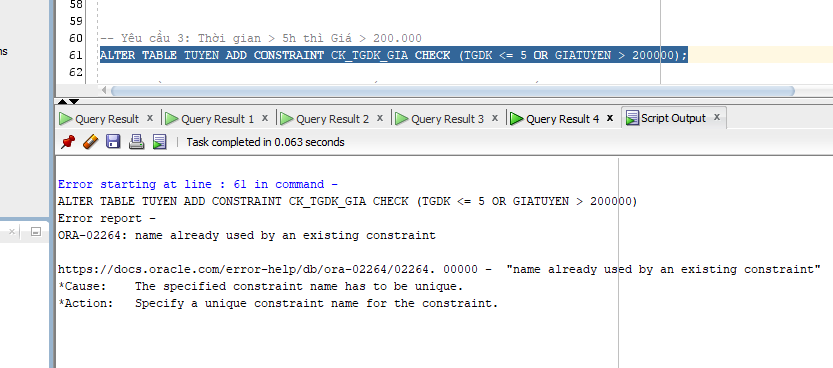 58
59
60 -- Yêu cầu 3: Thời gian > 5h thì Giá > 200.000
ns
61 ALTER TABLE TUYEN ADD CONSTRAINT CK_TGDK_GIA CHECK (TGDK <= 5 OR GIATUYEN > 200000);
62
Query Result x Query Result 1 x Query Result 2 x Query Result 3 x Query Result 4 x Script Output x
Task completed in 0.063 seconds
Error starting at line : 61 in command -
ALTER TABLE TUYEN ADD CONSTRAINT CK_TGDK_GIA CHECK (TGDK <= 5 OR GIATUYEN > 200000)
Error report -
ORA-02264: name already used by an existing constraint
https://docs.oracle.com/error-help/db/ora-02264/02264. 00000 -  "name already used by an existing constraint"
*Cause:    The specified constraint name has to be unique.
*Action:   Specify a unique constraint name for the constraint.